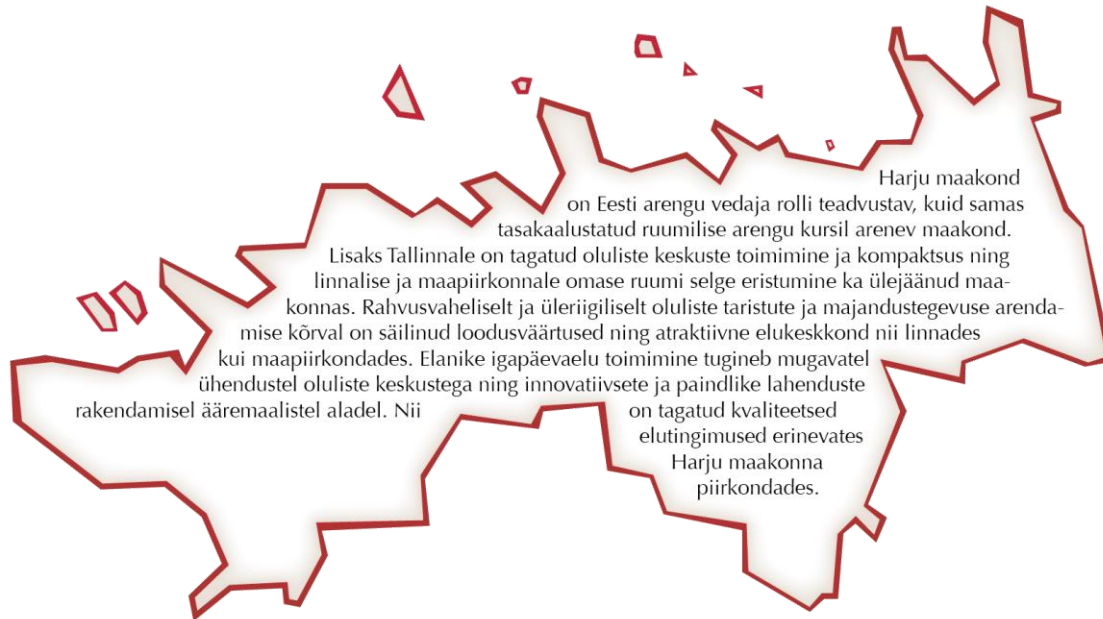 Harju maakond
on Eesti arengu vedaja rolli teadvustav, kuid samas
tasakaalustatud ruumilise arengu kursil arenev maakond.
Lisaks Tallinnale on tagatud oluliste keskuste toimimine ja kompaktsus ning
linnalise ja maapiirkonnale omase ruumi selge eristumine ka ülejäänud maa-
konnas. Rahvusvaheliselt ja üleriigiliselt oluliste taristute ja majandustegevuse arenda-
mise kõrval on säilinud loodusväärtused ning atraktiivne elukeskkond nii linnades
kui maapiirkondades. Elanike igapäevaelu toimimine tugineb mugavatel
ühendustel oluliste keskustega ning innovatiivsete ja paindlike lahenduste
rakendamisel ääremaalistel aladel. Nii on tagatud kvaliteetsed
elutingimused erinevates
Harju maakonna
piirkondades.